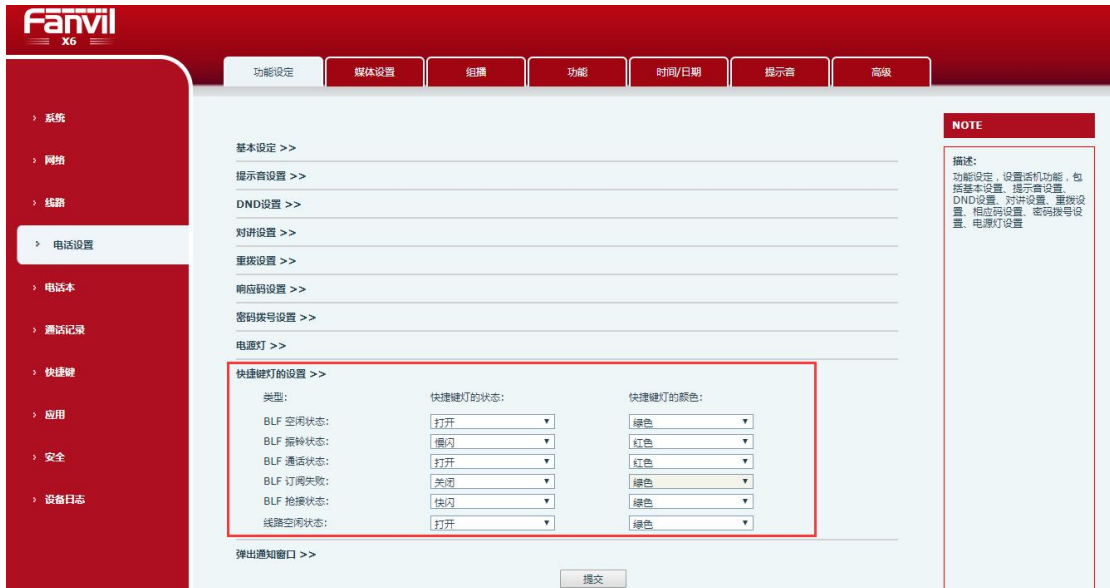 Fanvil
X6
功能设定 媒体设置 组播 功能 时间/日期 提示音 高级
› 系统
› 网络
› 线路
› 电话设置
› 电话本
› 通话记录
› 快捷键
› 应用
› 安全
› 设备日志
基本设定 >>
提示音设置 >>
DND设置 >>
对讲设置 >>
重拨设置 >>
响应码设置 >>
密码拨号设置 >>
电源灯 >>
快捷键灯的设置 >>
类型: 快捷键灯的状态: 快捷键灯的颜色:
BLF 空闲状态: 打开 绿色
BLF 振铃状态: 慢闪 红色
BLF 通话状态: 打开 红色
BLF 订阅失败: 关闭 绿色
BLF 抢接状态: 快闪 绿色
线路空闲状态: 打开 绿色
弹出通知窗口 >>
提交
NOTE
描述:
功能设定，设置话机功能，包
括基本设置、提示音设置、
DND设置、对讲设置、重拨设
置、相应码设置、密码拨号设
置、电源灯设置